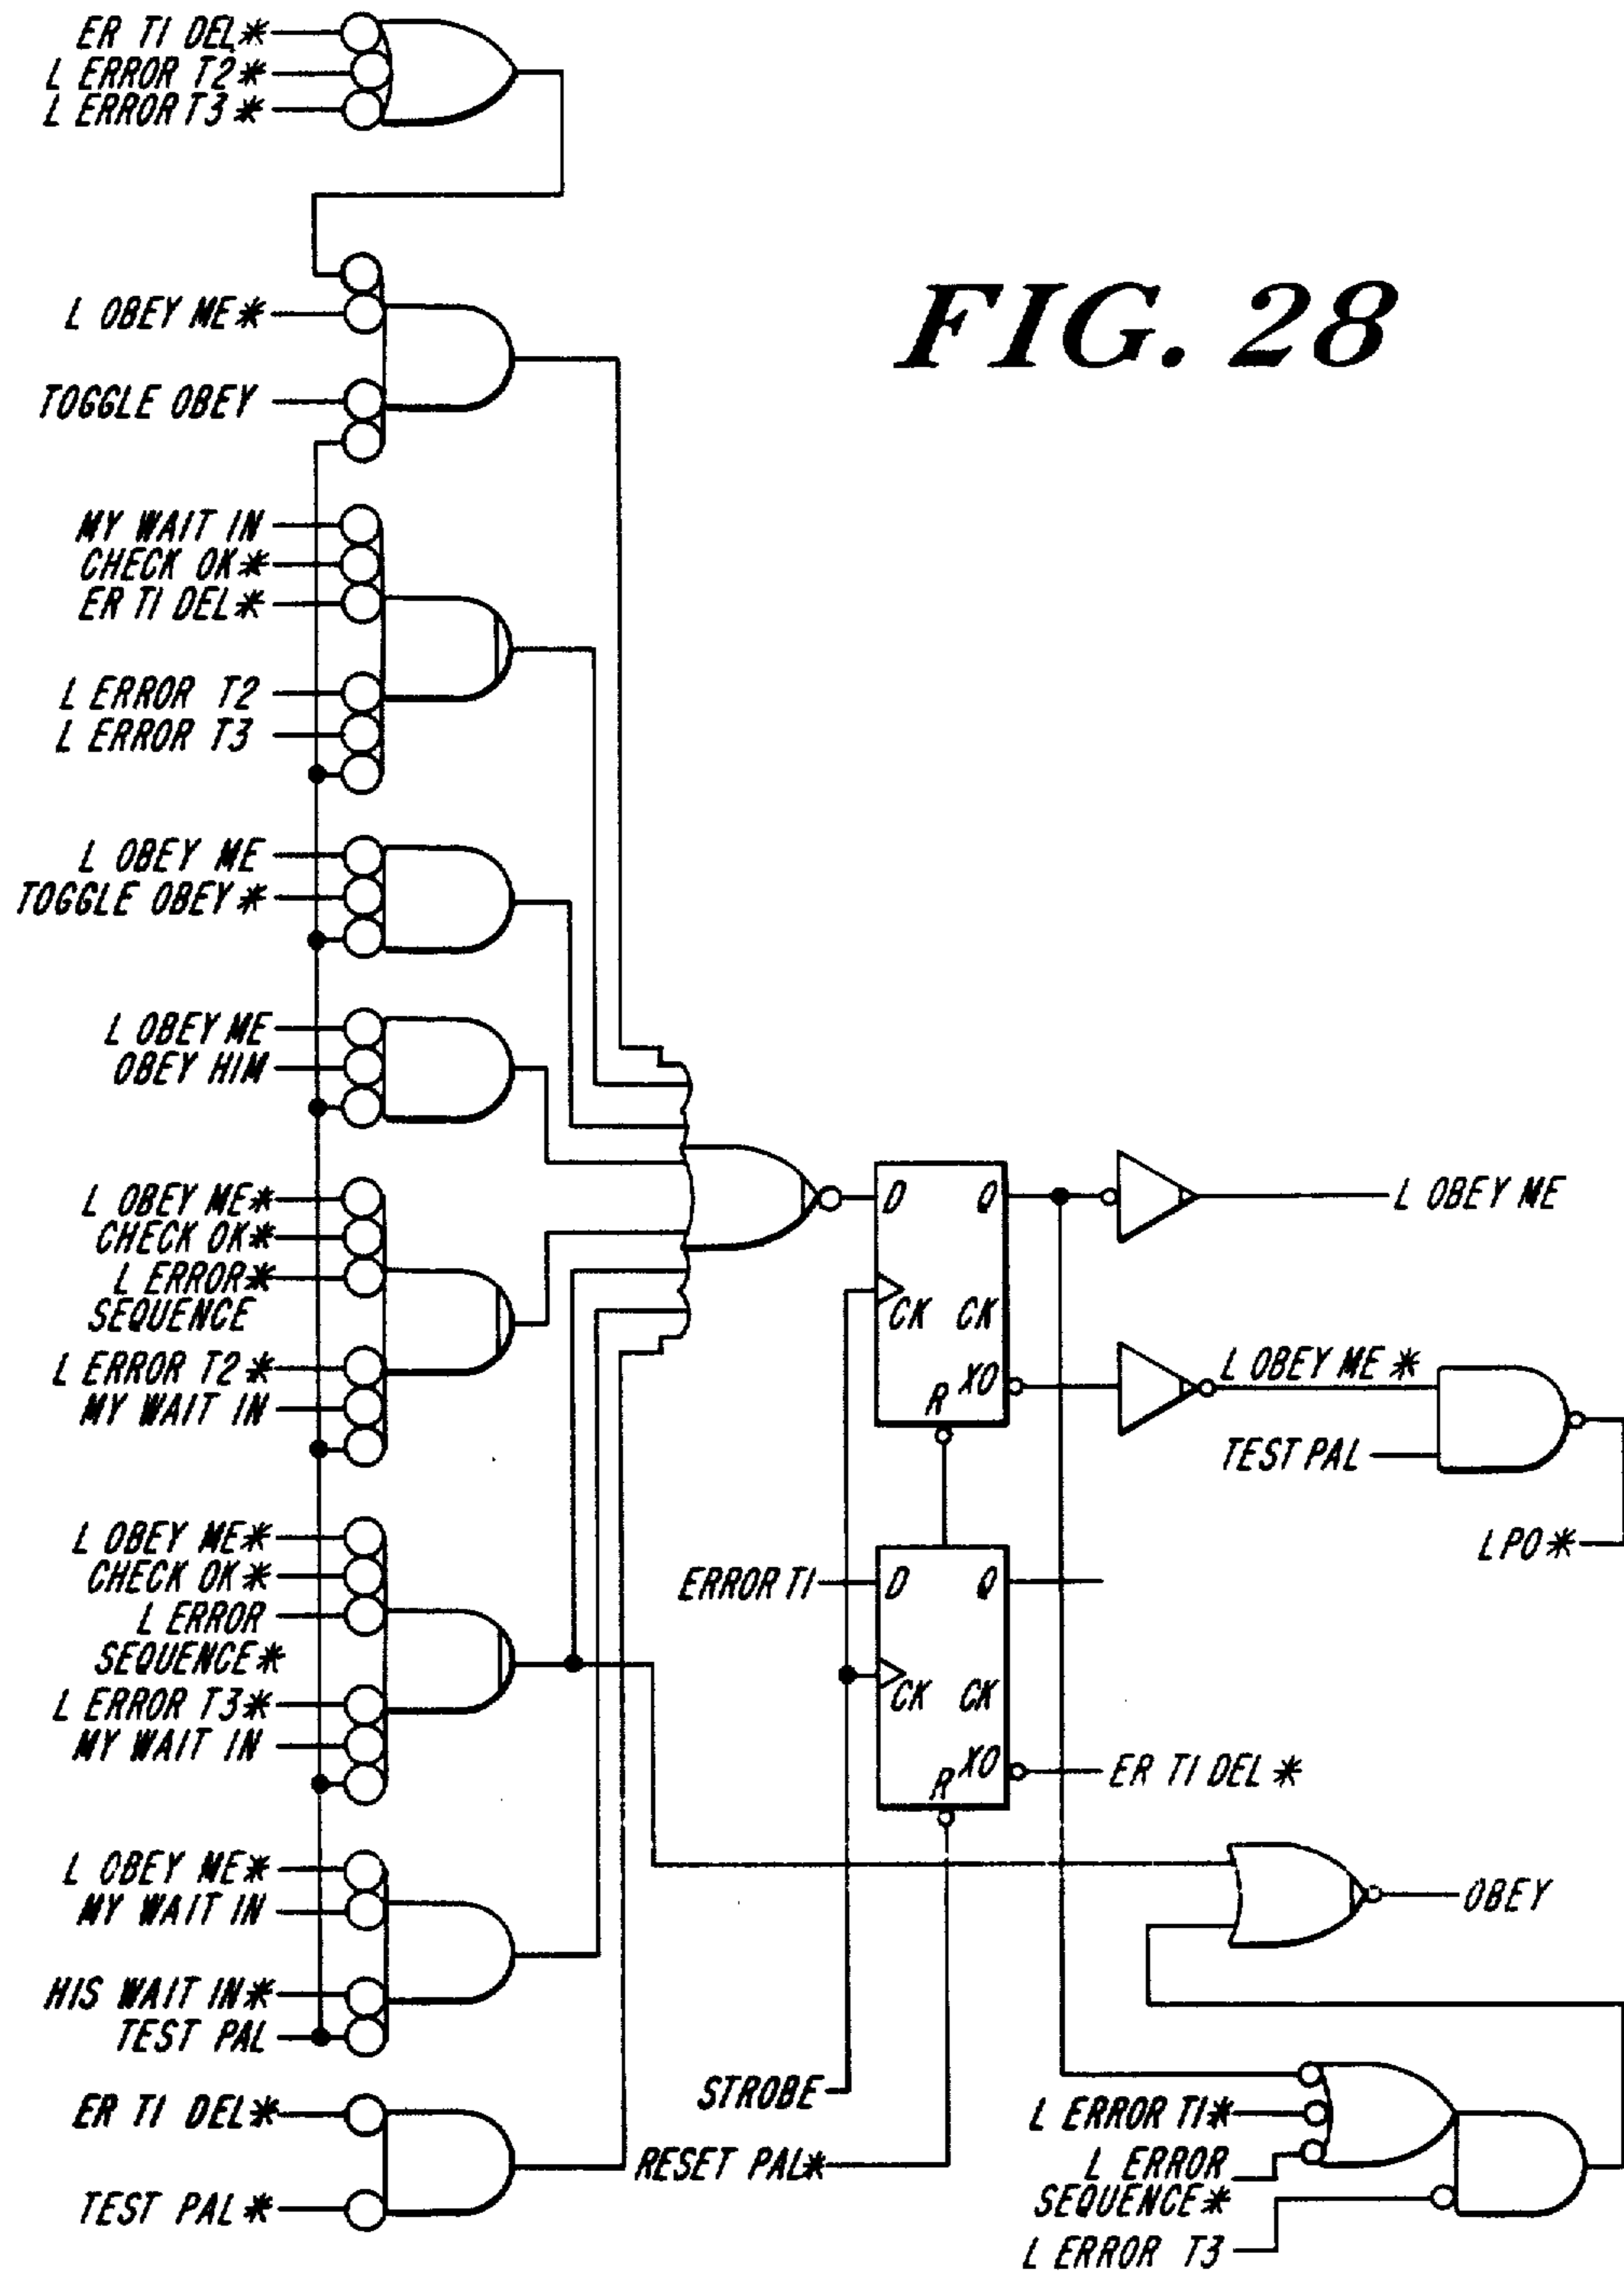 ER T1 DEL*
L ERROR T2*
L ERROR T3*
FIG. 28
L OBEY ME*
TOGGLE OBEY
MY WAIT IN
CHECK OK*
ER T1 DEL*
L ERROR T2
L ERROR T3
L OBEY ME
TOGGLE OBEY*
L OBEY ME
OBEY HIM
L OBEY ME*
CHECK OK*
L ERROR*
SEQUENCE
L ERROR T2*
MY WAIT IN
D Q
CK CK
R XO
L OBEY ME
L OBEY ME*
TEST PAL
LPO*
L OBEY ME*
CHECK OK*
L ERROR
SEQUENCE*
L ERROR T3*
MY WAIT IN
ERROR T1
D Q
CK CK
R XO
ER T1 DEL*
L OBEY ME*
MY WAIT IN
HIS WAIT IN*
TEST PAL
OBEY
ER T1 DEL*
TEST PAL*
STROBE
RESET PAL*
L ERROR T1*
L ERROR
SEQUENCE*
L ERROR T3